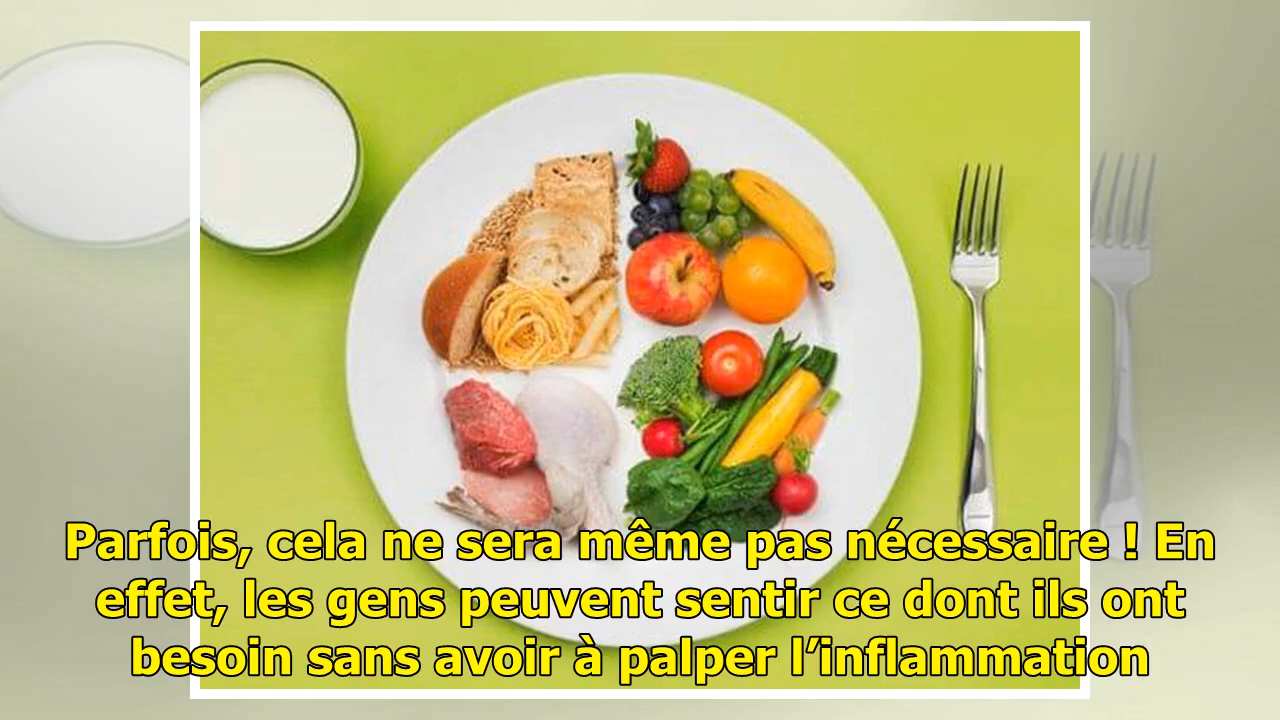 Parfois, cela ne sera même pas nécessaire ! En
effet, les gens peuvent sentir ce dont ils ont
besoin sans avoir à palper l’inflammation